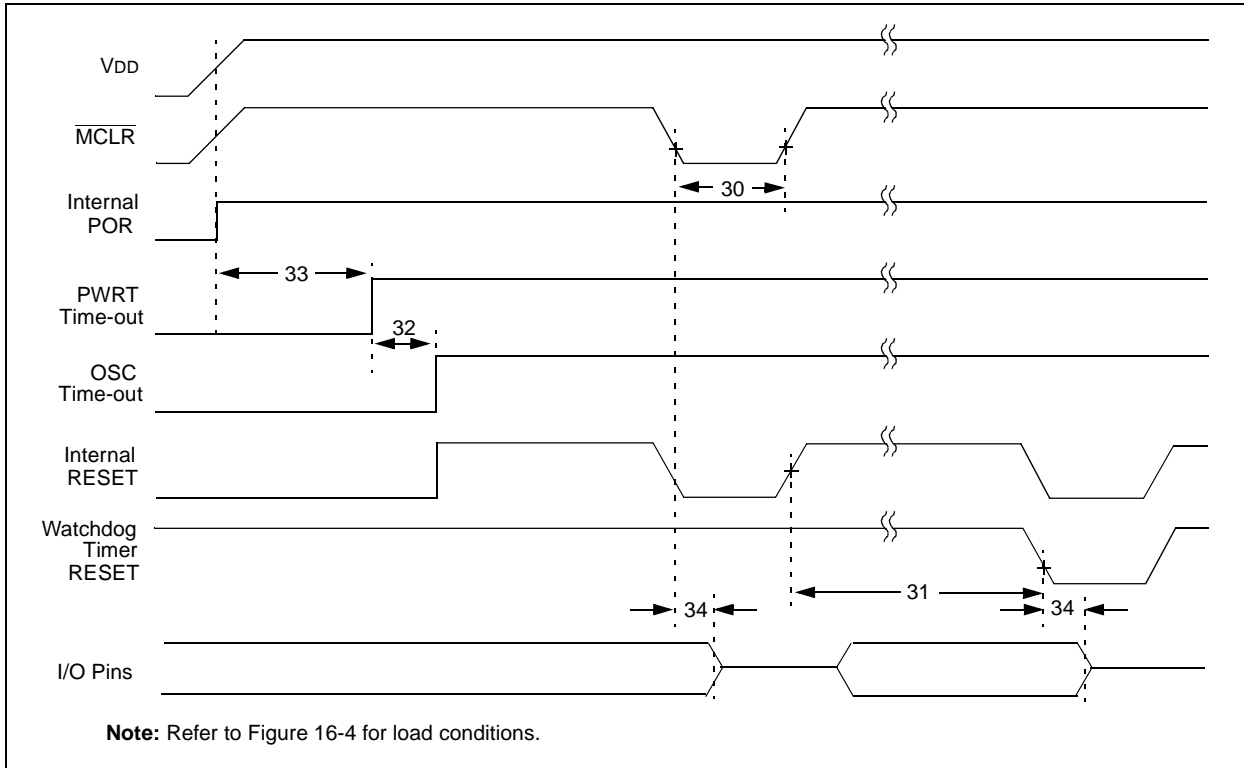 VDD
MCLR
30
Internal
POR
33
PWRT
Time-out
32
OSC
Time-out
Internal
RESET
Watchdog
Timer
RESET
31
34
34
I/O Pins
Note: Refer to Figure 16-4 for load conditions.